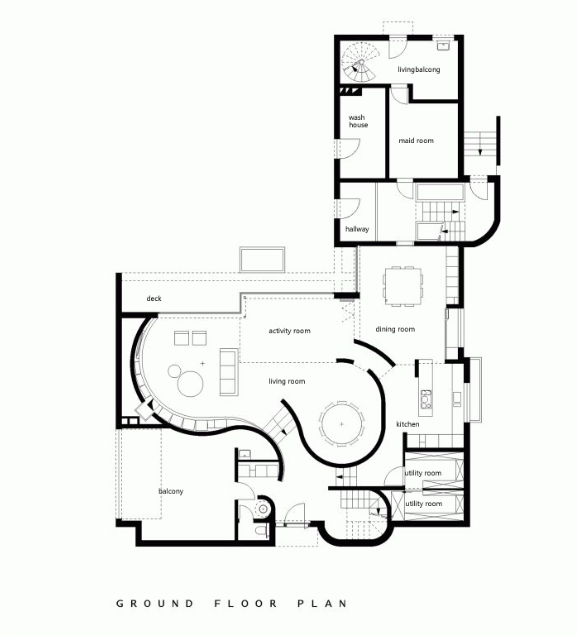 livingbalcong
wash
house
maid room
hallway
deck
activity room
dining room
living room
kitchen
utility room
balcony
utility room
GROUND FLOOR PLAN